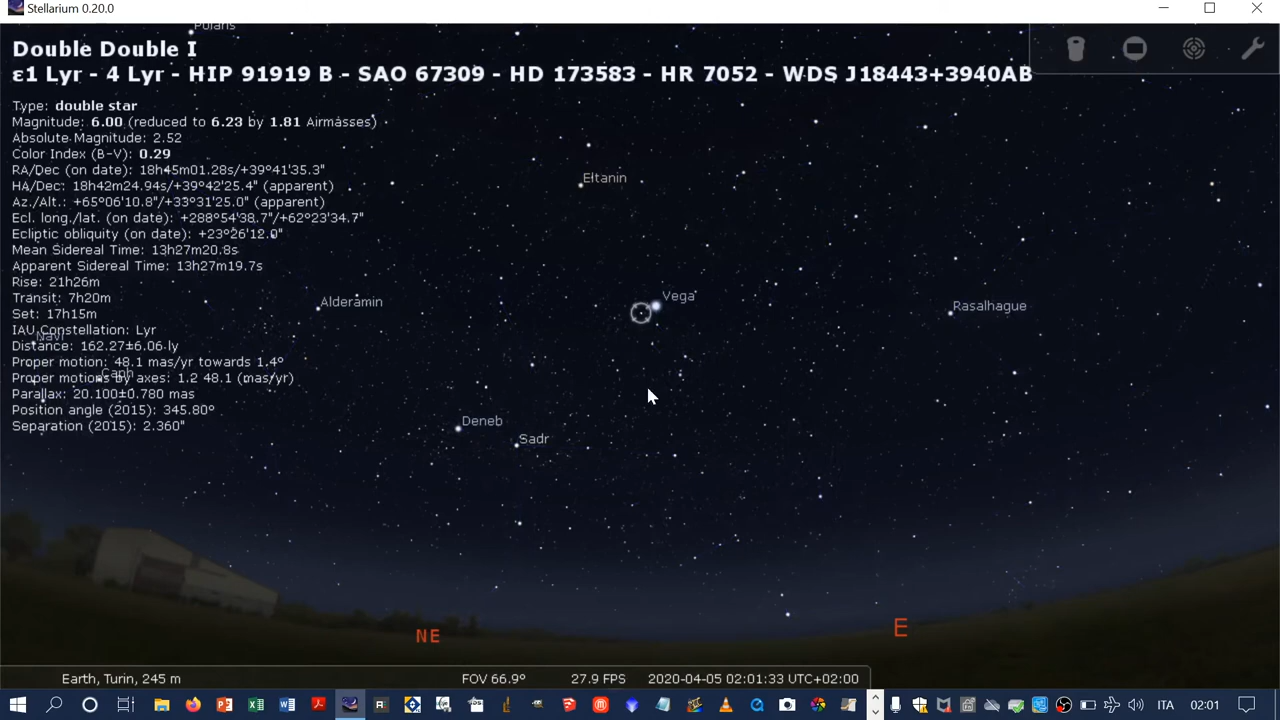 Stellarium 0.20.0
Polaris
Double Double I
ε1 Lyr - 4 Lyr - HIP 91919 B - SAO 67309 - HD 173583 - HR 7052 - WDS J18443+3940AB
Type: double star
Magnitude: 6.00 (reduced to 6.23 by 1.81 Airmasses)
Absolute Magnitude: 2.52
Color Index (B-V): 0.29
RA/Dec (on date): 18h45m01.28s/+39°41'35.3"
HA/Dec: 18h42m24.94s/+39°42'25.4" (apparent)
Az./Alt.: +65°06'10.8"/+33°31'25.0" (apparent)
Ecl. long./lat. (on date): +288°54'38.7"/+62°23'34.7"
Ecliptic obliquity (on date): +23°26'12.0"
Mean Sidereal Time: 13h27m20.8s
Apparent Sidereal Time: 13h27m19.7s
Rise: 21h26m
Transit: 7h20m
Set: 17h15m
IAU Constellation: Lyr
Distance: 162.27±6.06 ly
Proper motion: 48.1 mas/yr towards 1.4°
Proper motions by axes: 1.2 48.1 (mas/yr)
Parallax: 20.100±0.780 mas
Position angle (2015): 345.80°
Separation (2015): 2.360"
Eltanin
Vega
Alderamin
Rasalhague
Navi
Caph
Deneb
Sadr
NE
E
Earth, Turin, 245 m FOV 66.9° 27.9 FPS 2020-04-05 02:01:33 UTC+02:00
ITA 02:01